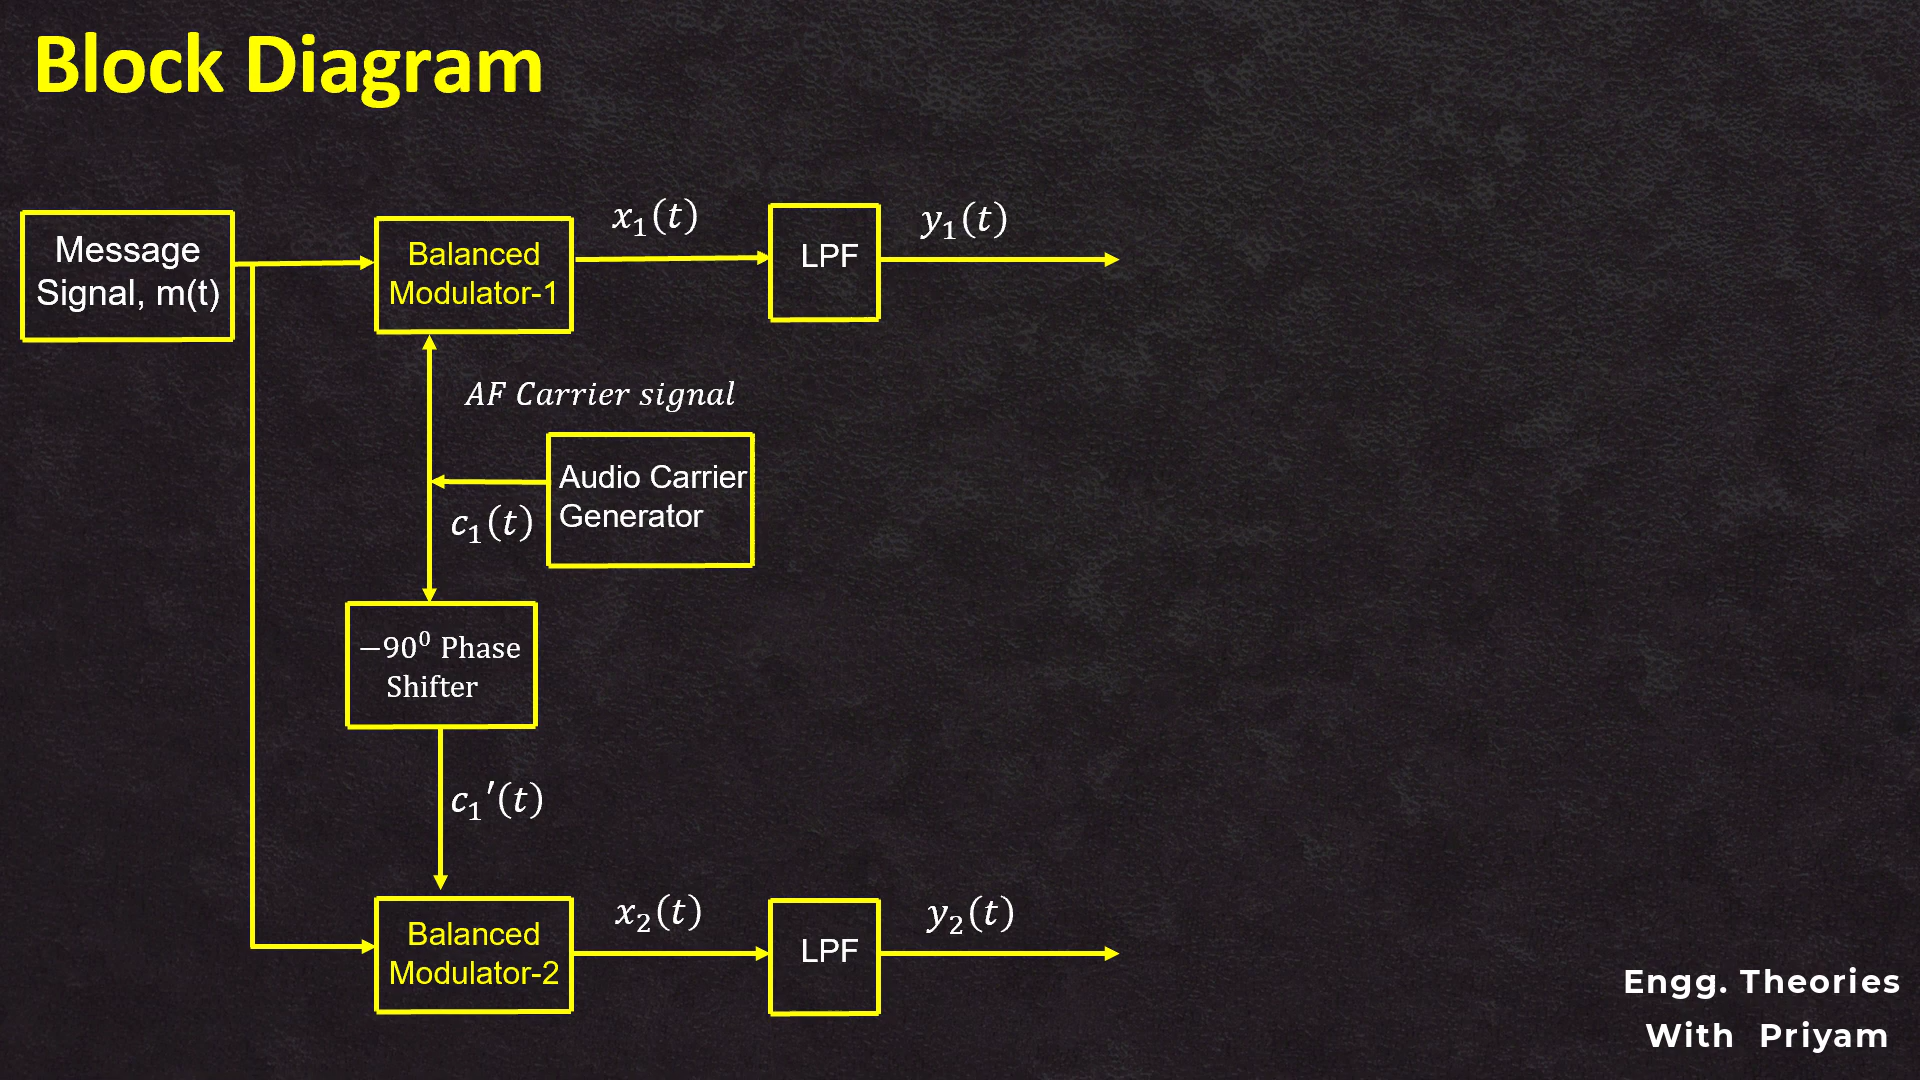 Block Diagram
Message
Signal, m(t)
Balanced
Modulator-1
x₁(t)
LPF
y₁(t)
AF Carrier signal
Audio Carrier
Generator
c₁(t)
−90⁰ Phase
Shifter
c₁′(t)
Balanced
Modulator-2
x₂(t)
LPF
y₂(t)
Engg. Theories
With Priyam